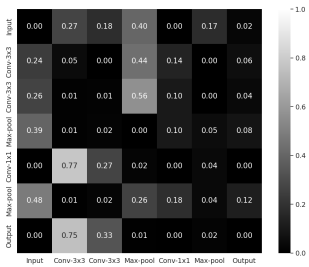 Input 0.00 0.27 0.18 0.40 0.00 0.17 0.02
Conv-3x3 0.24 0.05 0.00 0.44 0.14 0.00 0.06
Conv-3x3 0.26 0.01 0.01 0.56 0.10 0.00 0.04
Max-pool 0.39 0.01 0.02 0.00 0.10 0.05 0.08
Conv-1x1 0.00 0.77 0.27 0.02 0.00 0.04 0.00
Max-pool 0.48 0.01 0.02 0.26 0.18 0.04 0.12
Output 0.00 0.75 0.33 0.01 0.00 0.02 0.00
Input Conv-3x3 Conv-3x3 Max-pool Conv-1x1 Max-pool Output
1.0
0.8
0.6
0.4
0.2
0.0